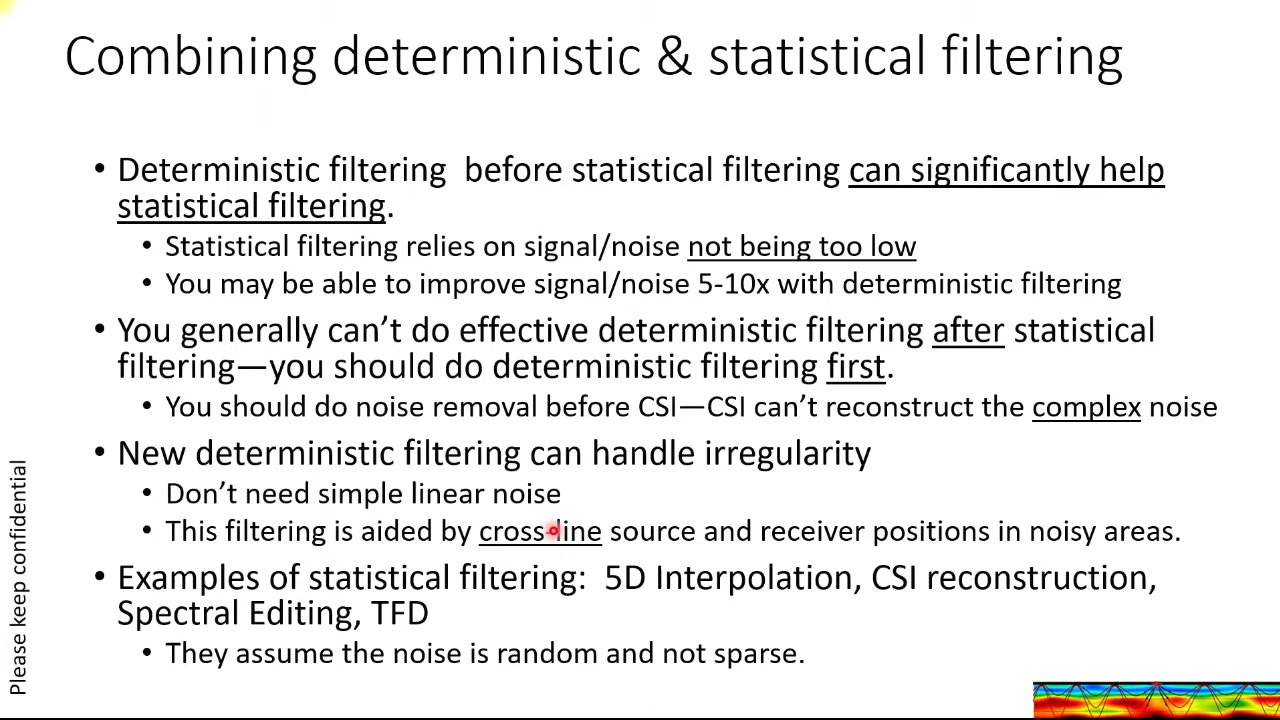 Combining deterministic & statistical filtering
• Deterministic filtering  before statistical filtering can significantly help
statistical filtering.
• Statistical filtering relies on signal/noise not being too low
• You may be able to improve signal/noise 5-10x with deterministic filtering
• You generally can’t do effective deterministic filtering after statistical
filtering—you should do deterministic filtering first.
• You should do noise removal before CSI—CSI can’t reconstruct the complex noise
• New deterministic filtering can handle irregularity
• Don’t need simple linear noise
• This filtering is aided by cross-line source and receiver positions in noisy areas.
• Examples of statistical filtering:  5D Interpolation, CSI reconstruction,
Spectral Editing, TFD
• They assume the noise is random and not sparse.
Please keep confidential